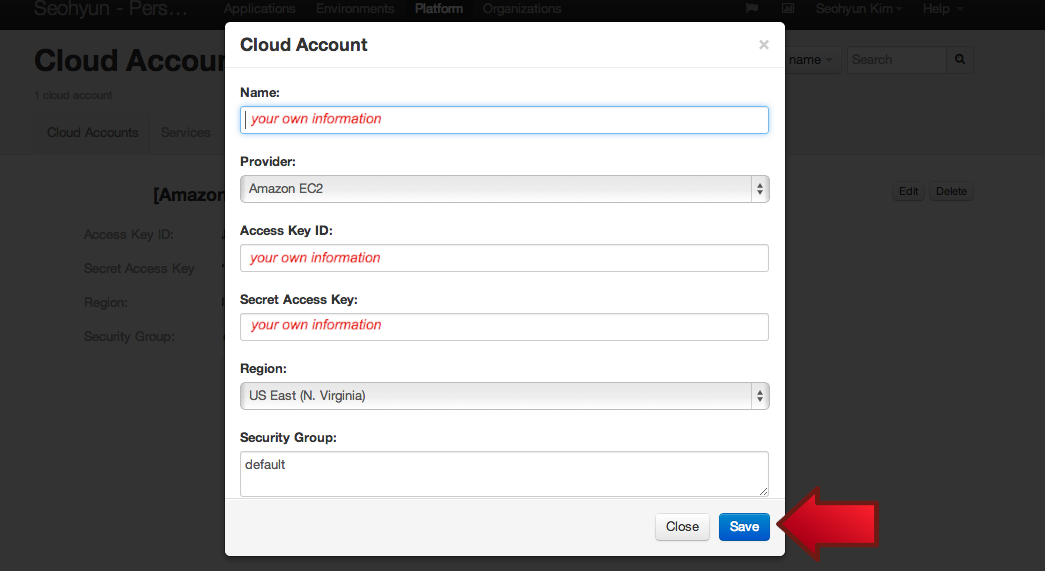 Seohyun - Pers... Applications Environments Platform Organizations Seohyun Kim Help
Cloud Account ×
Cloud Accoun name Search
1 cloud account
Cloud Accounts Services
Name:
your own information
Provider:
Amazon EC2
[Amazon Edit Delete
Access Key ID:
Access Key ID:
your own information
Secret Access Key
Secret Access Key:
your own information
Region:
Region:
US East (N. Virginia)
Security Group:
Security Group:
default
Close Save